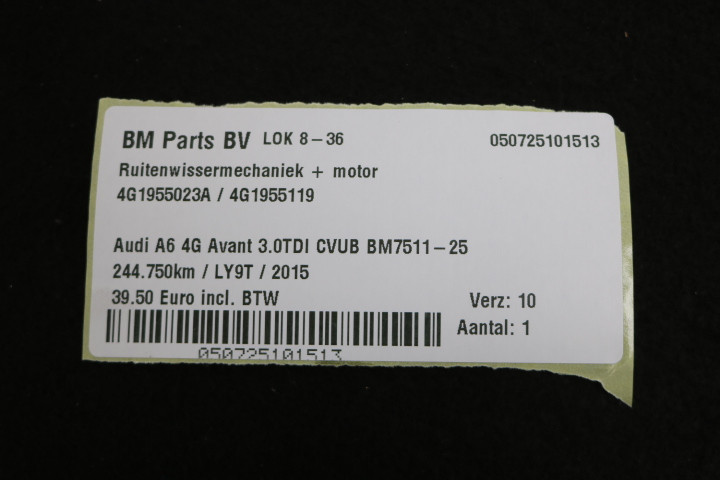 BM Parts BV LOK 8-36 050725101513
Ruitenwissermechaniek + motor
4G1955023A / 4G1955119
Audi A6 4G Avant 3.0TDI CVUB BM7511-25
244.750km / LY9T / 2015
39.50 Euro incl. BTW Verz: 10
Aantal: 1
050725101513